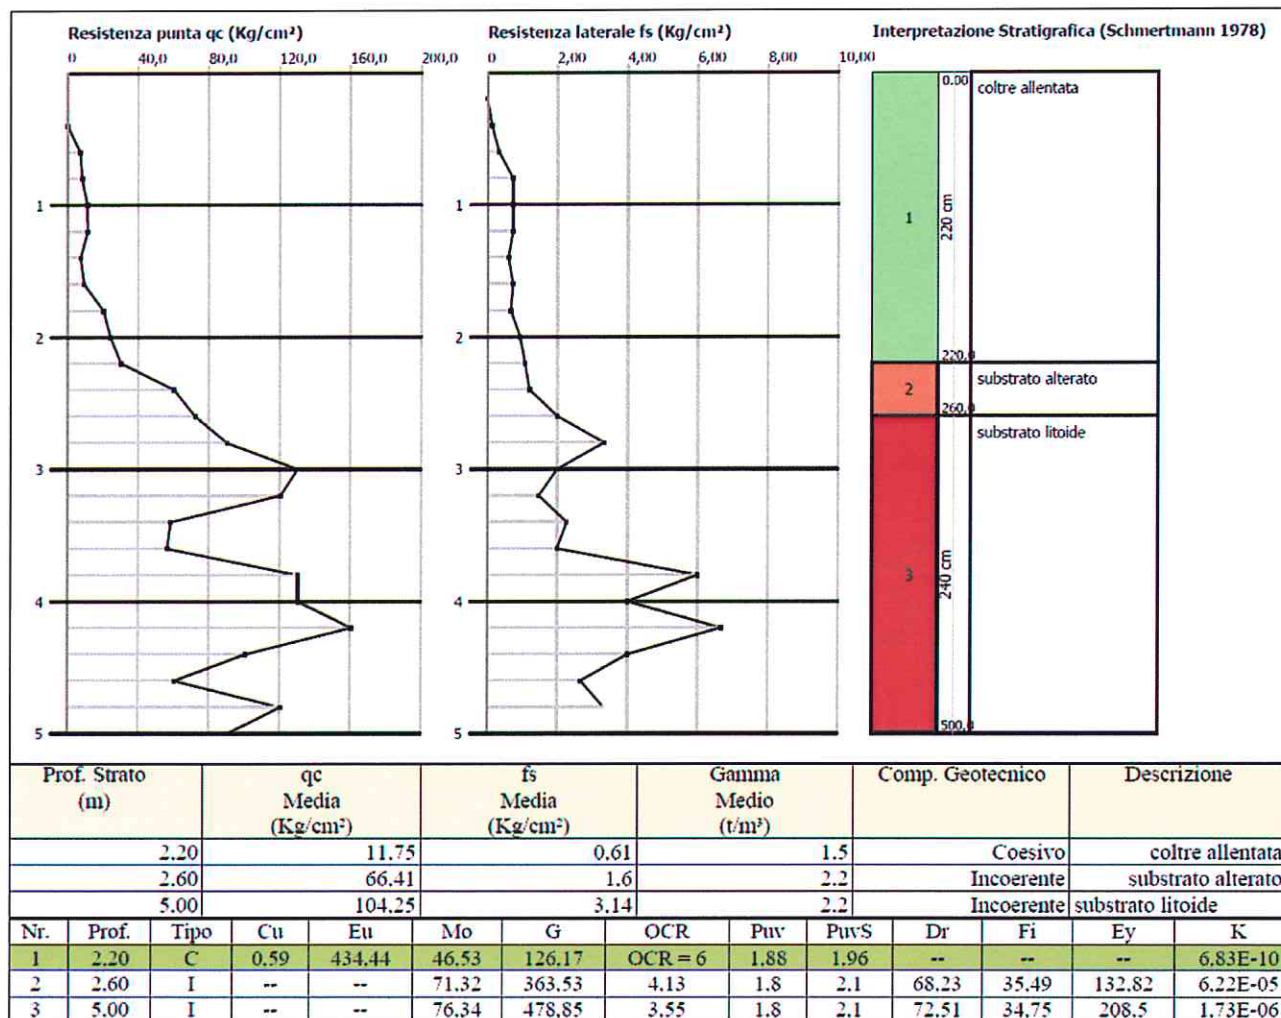 Resistenza punta qc (Kg/cm²)
Resistenza laterale fs (Kg/cm²)
Interpretazione Stratigrafica (Schmertmann 1978)
0 40,0 80,0 120,0 160,0 200,0
0 2,00 4,00 6,00 8,00 10,00
1
2
3
4
5
1
2
3
4
5
0.00
coltre allentata
1
220 cm
220,0
2
substrato alterato
260,0
substrato litoide
3
240 cm
500,0
Prof. Strato (m) qc Media (Kg/cm²) fs Media (Kg/cm²) Gamma Medio (t/m³) Comp. Geotecnico Descrizione
2.20 11.75 0.61 1.5 Coesivo coltre allentata
2.60 66.41 1.6 2.2 Incoerente substrato alterato
5.00 104.25 3.14 2.2 Incoerente substrato litoide
Nr. Prof. Tipo Cu Eu Mo G OCR Puv PuvS Dr Fi Ey K
1 2.20 C 0.59 434.44 46.53 126.17 OCR = 6 1.88 1.96 -- -- -- 6.83E-10
2 2.60 I -- -- 71.32 363.53 4.13 1.8 2.1 68.23 35.49 132.82 6.22E-05
3 5.00 I -- -- 76.34 478.85 3.55 1.8 2.1 72.51 34.75 208.5 1.73E-06